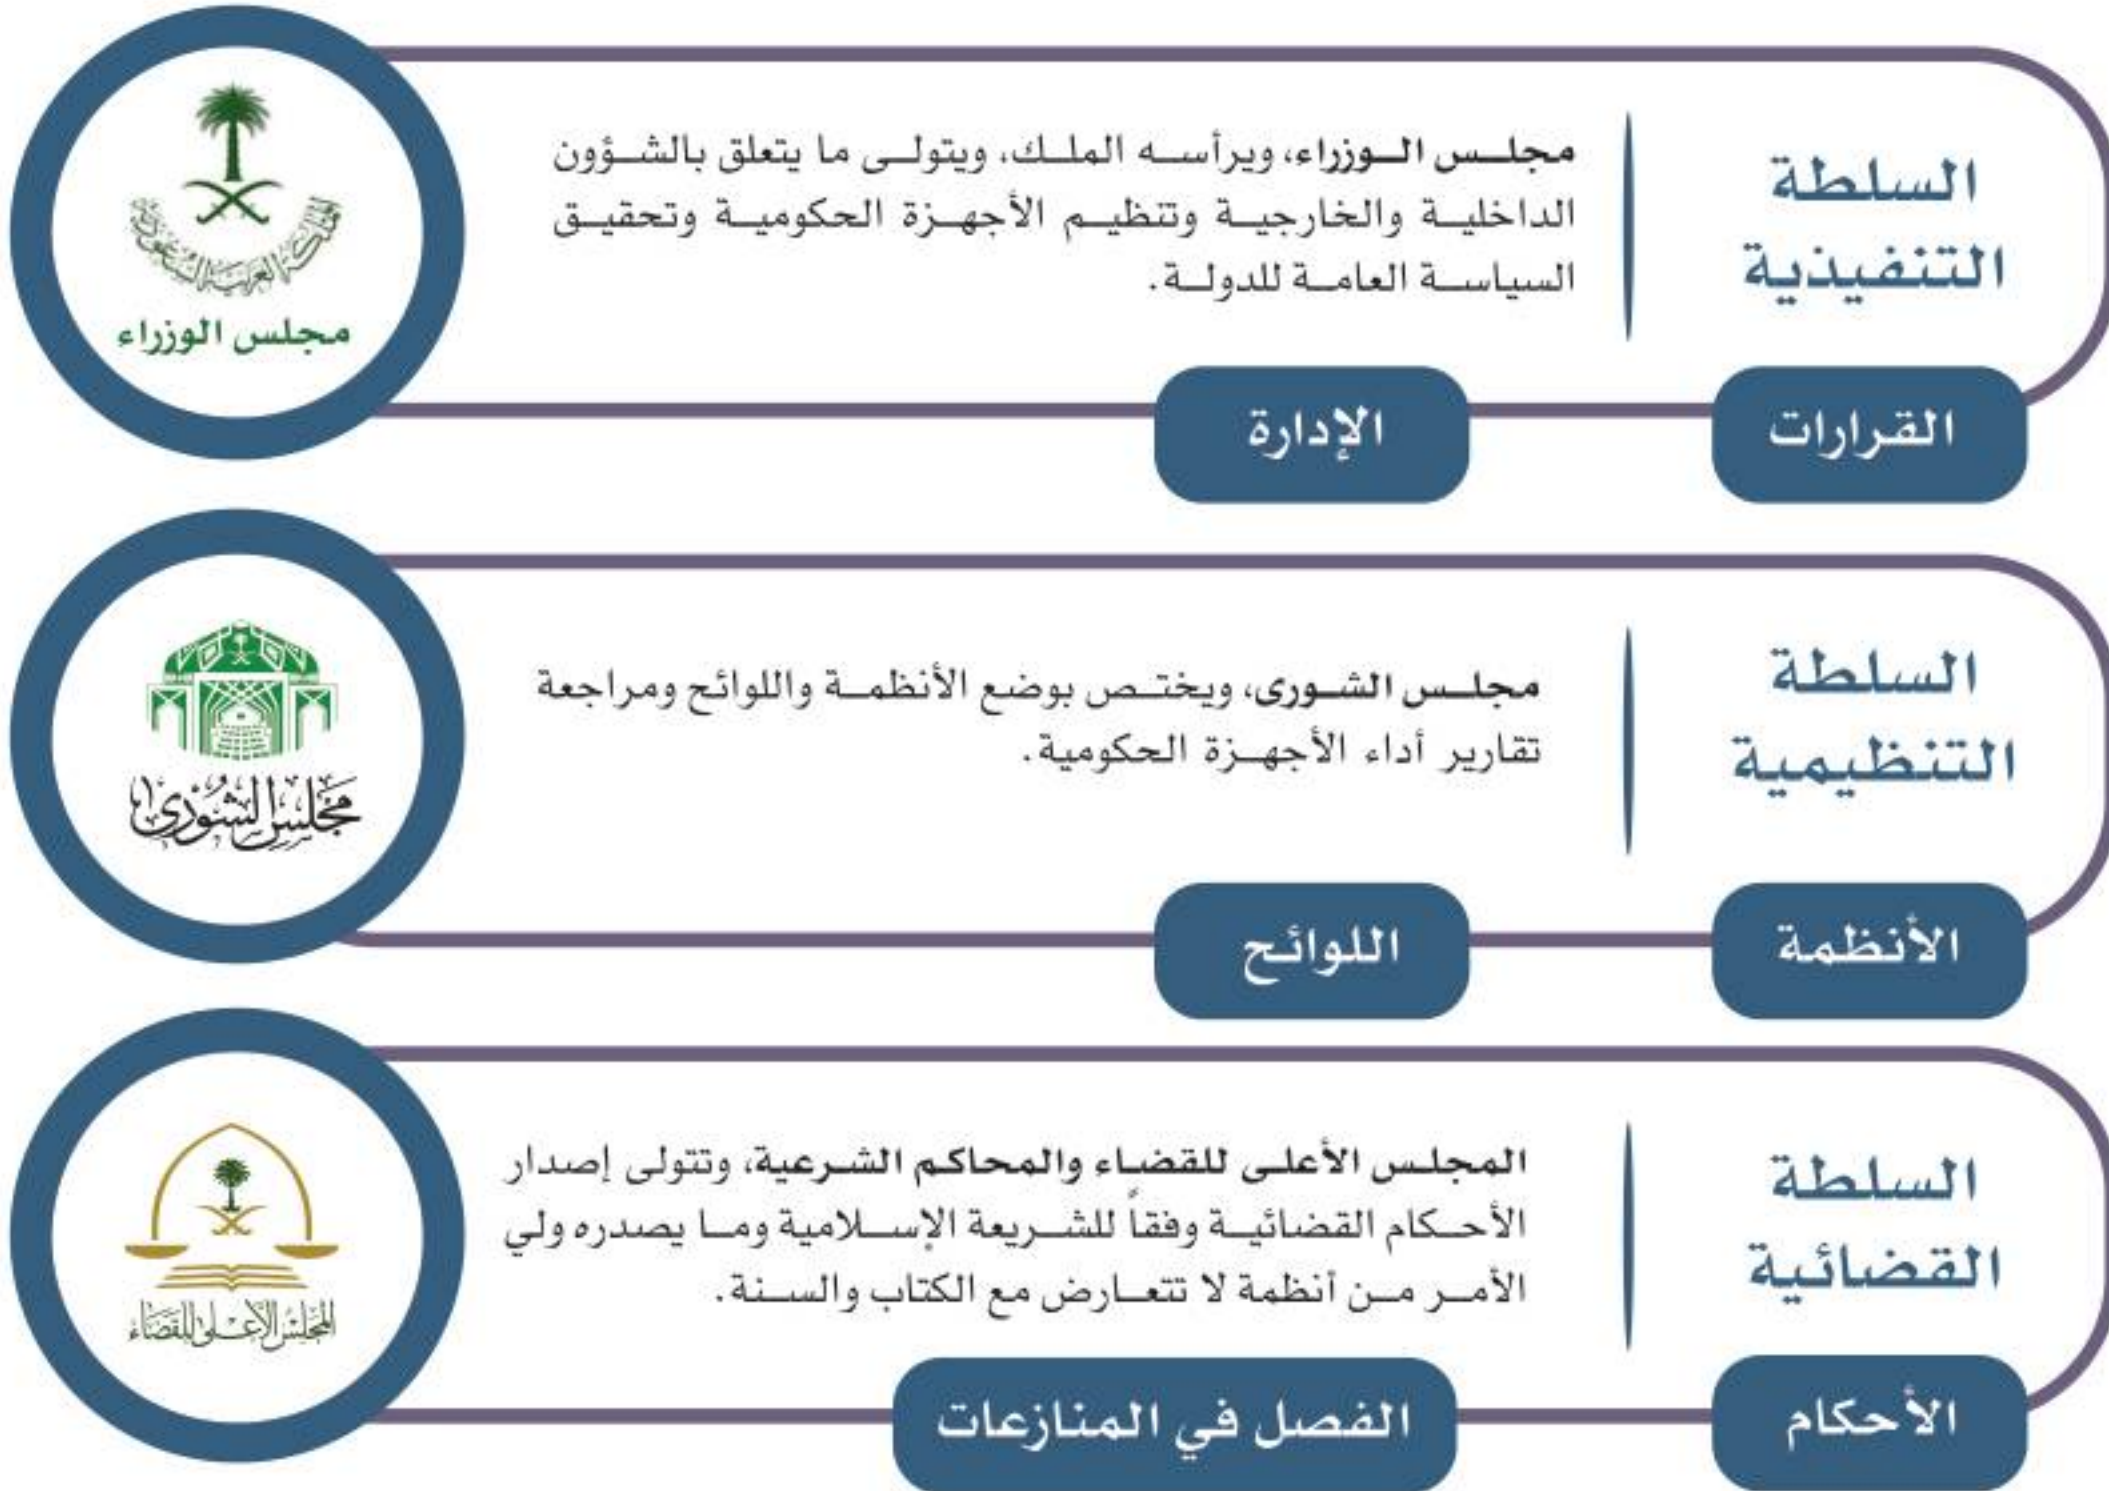 السلطة
التنفيذية
مجلس الوزراء، ويرأسه الملك، ويتولى ما يتعلق بالشؤون
الداخلية والخارجية وتنظيم الأجهزة الحكومية وتحقيق
السياسة العامة للدولة.
المملكة العربية السعودية
مجلس الوزراء
القرارات
الإدارة
السلطة
التنظيمية
مجلس الشورى، ويختص بوضع الأنظمة واللوائح ومراجعة
تقارير أداء الأجهزة الحكومية.
مجلس الشورى
الأنظمة
اللوائح
السلطة
القضائية
المجلس الأعلى للقضاء والمحاكم الشرعية، وتتولى إصدار
الأحكام القضائية وفقاً للشريعة الإسلامية وما يصدره ولي
الأمر من أنظمة لا تتعارض مع الكتاب والسنة.
المجلس الأعلى للقضاء
الأحكام
الفصل في المنازعات